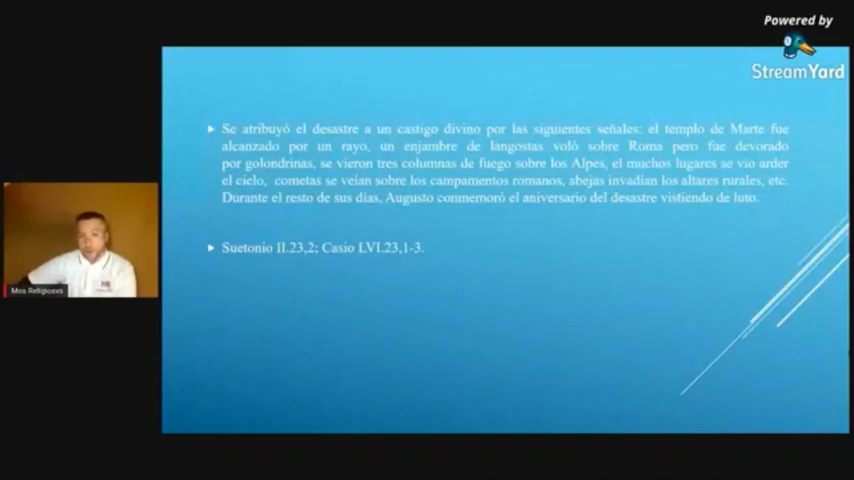 Powered by
StreamYard
Se atribuyó el desastre a un castigo divino por las siguientes señales: el templo de Marte fue
alcanzado por un rayo, un enjambre de langostas voló sobre Roma pero fue devorado
por golondrinas, se vieron tres columnas de fuego sobre los Alpes, el muchos lugares se vio arder
el cielo, cometas se veían sobre los campamentos romanos, abejas invadían los altares rurales, etc.
Durante el resto de sus días, Augusto conmemoró el aniversario del desastre vistiendo de luto.
Suetonio II.23,2; Casio LVI.23,1-3.
Mos Religiosvs